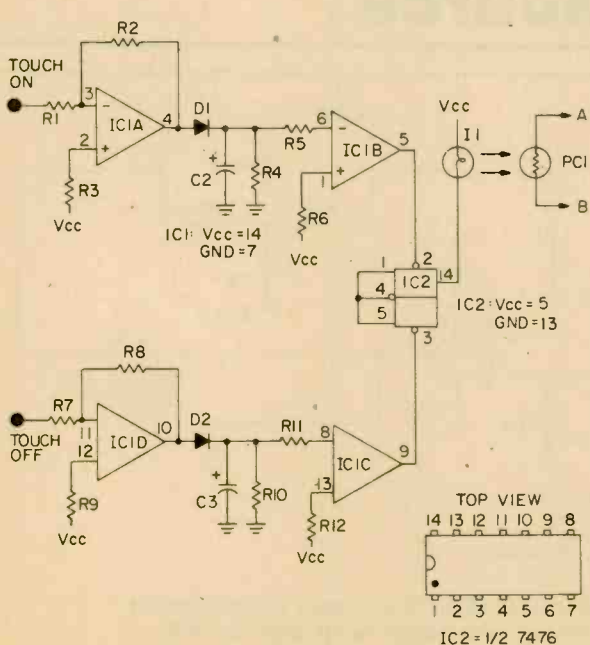 R2
TOUCH
ON
3
R1
IC1A
4
D1
2
R3
Vcc
C2
R4
R5
6
IC1B
5
1
R6
Vcc
IC1: Vcc=14
GND=7
Vcc
I1
A
PC1
B
1
2
4
IC2
14
5
3
IC2: Vcc=5
GND=13
R8
R7
TOUCH
OFF
11
IC1D
10
D2
12
R9
Vcc
C3
R10
R11
8
IC1C
9
13
R12
Vcc
TOP VIEW
14 13 12 11 10 9 8
1 2 3 4 5 6 7
IC2=1/2 7476